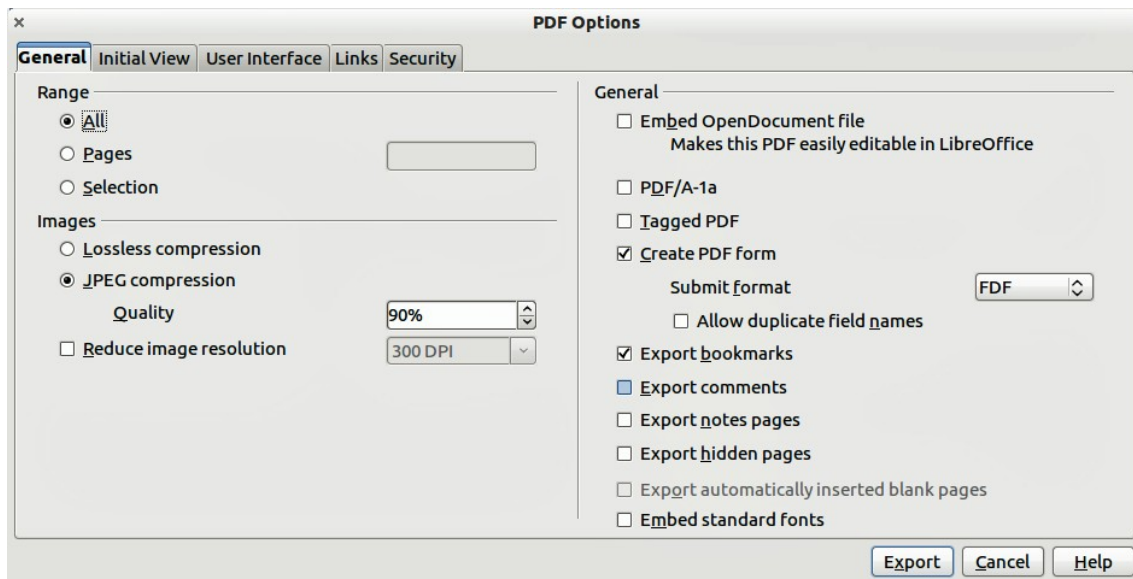 PDF Options
General Initial View User Interface Links Security
Range
All
Pages
Selection
Images
Lossless compression
JPEG compression
Quality 90%
Reduce image resolution 300 DPI
General
Embed OpenDocument file
Makes this PDF easily editable in LibreOffice
PDF/A-1a
Tagged PDF
Create PDF form
Submit format FDF
Allow duplicate field names
Export bookmarks
Export comments
Export notes pages
Export hidden pages
Export automatically inserted blank pages
Embed standard fonts
Export Cancel Help